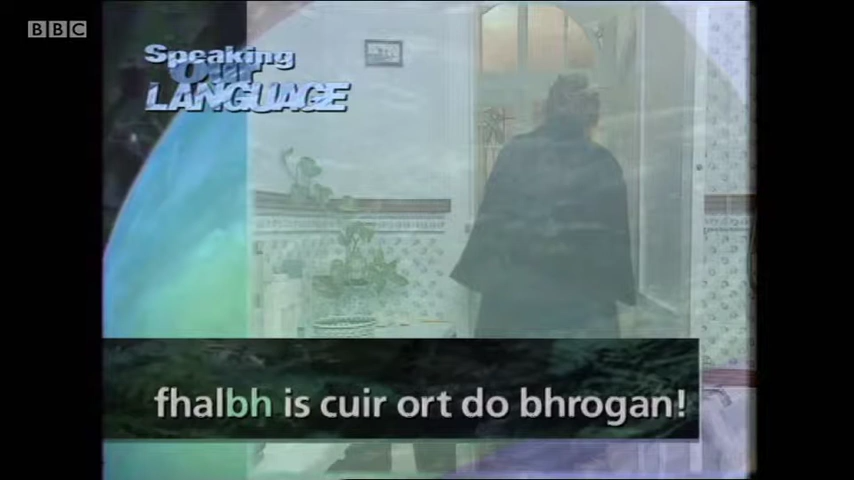 BBC
Speaking
OUR
LANGUAGE
fhalbh is cuir ort do bhrogan!